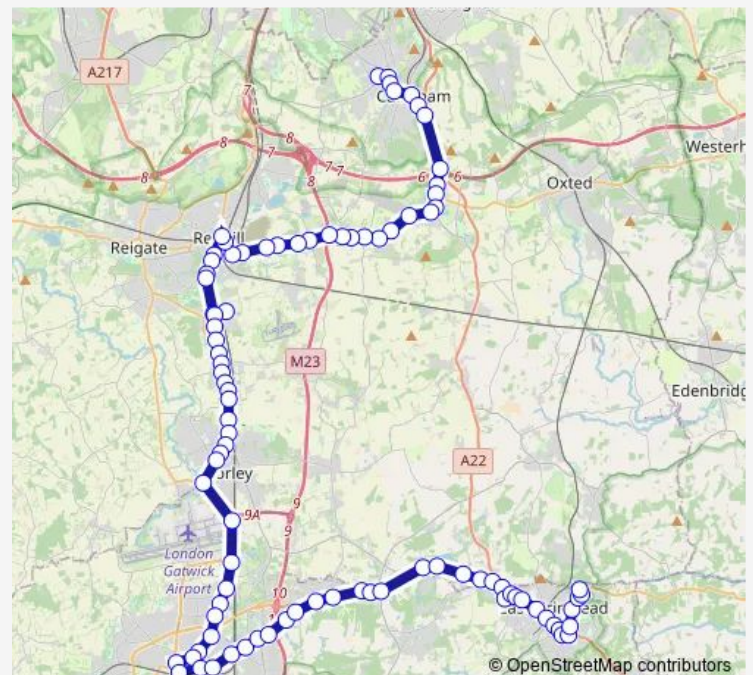 A217
Westerh
Oxted
7
8
7
8
7
7
8
8
6
6
Reigate
M23
Edenbridg
A22
orley
9A
9
9
London
Gatwick
Airport
10
© OpenStreetMap contributors